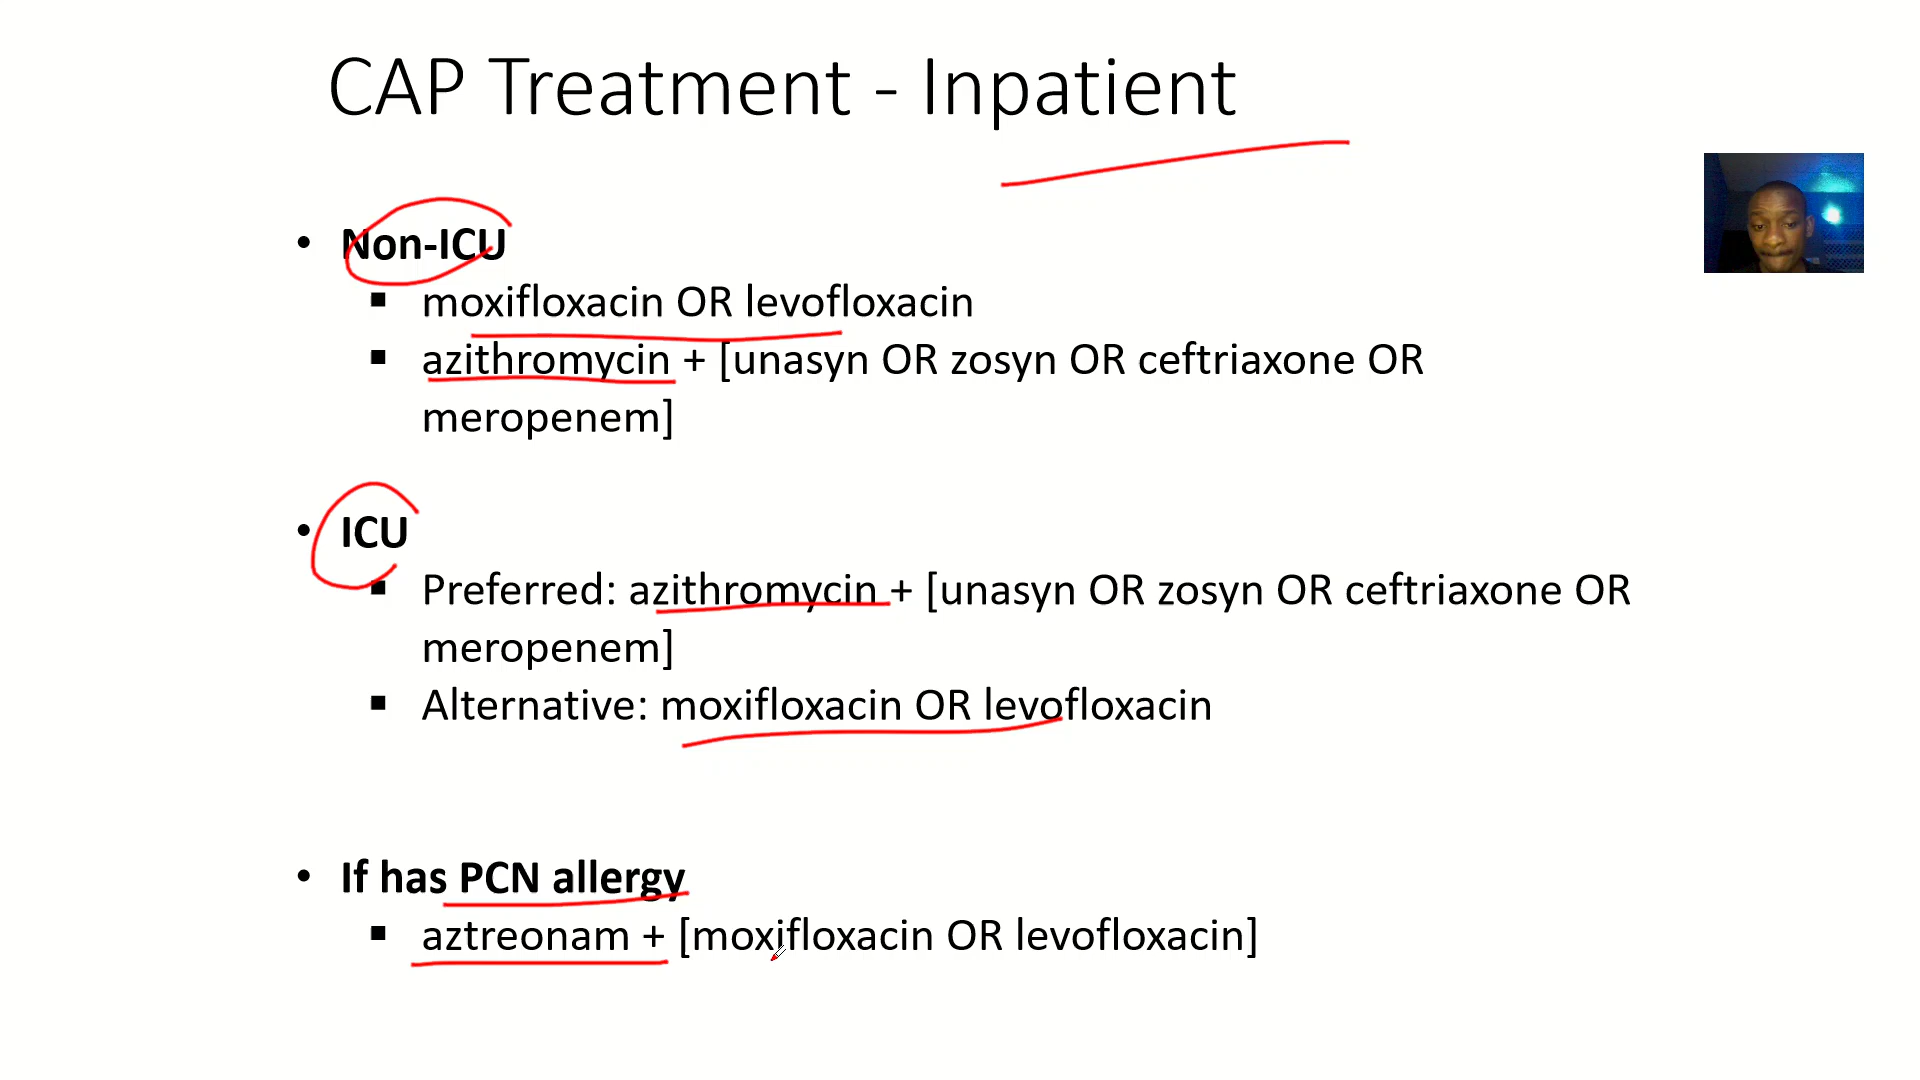 CAP Treatment - Inpatient
• Non-ICU
▪ moxifloxacin OR levofloxacin
▪ azithromycin + [unasyn OR zosyn OR ceftriaxone OR
meropenem]
• ICU
▪ Preferred: azithromycin + [unasyn OR zosyn OR ceftriaxone OR
meropenem]
▪ Alternative: moxifloxacin OR levofloxacin
• If has PCN allergy
▪ aztreonam + [moxifloxacin OR levofloxacin]